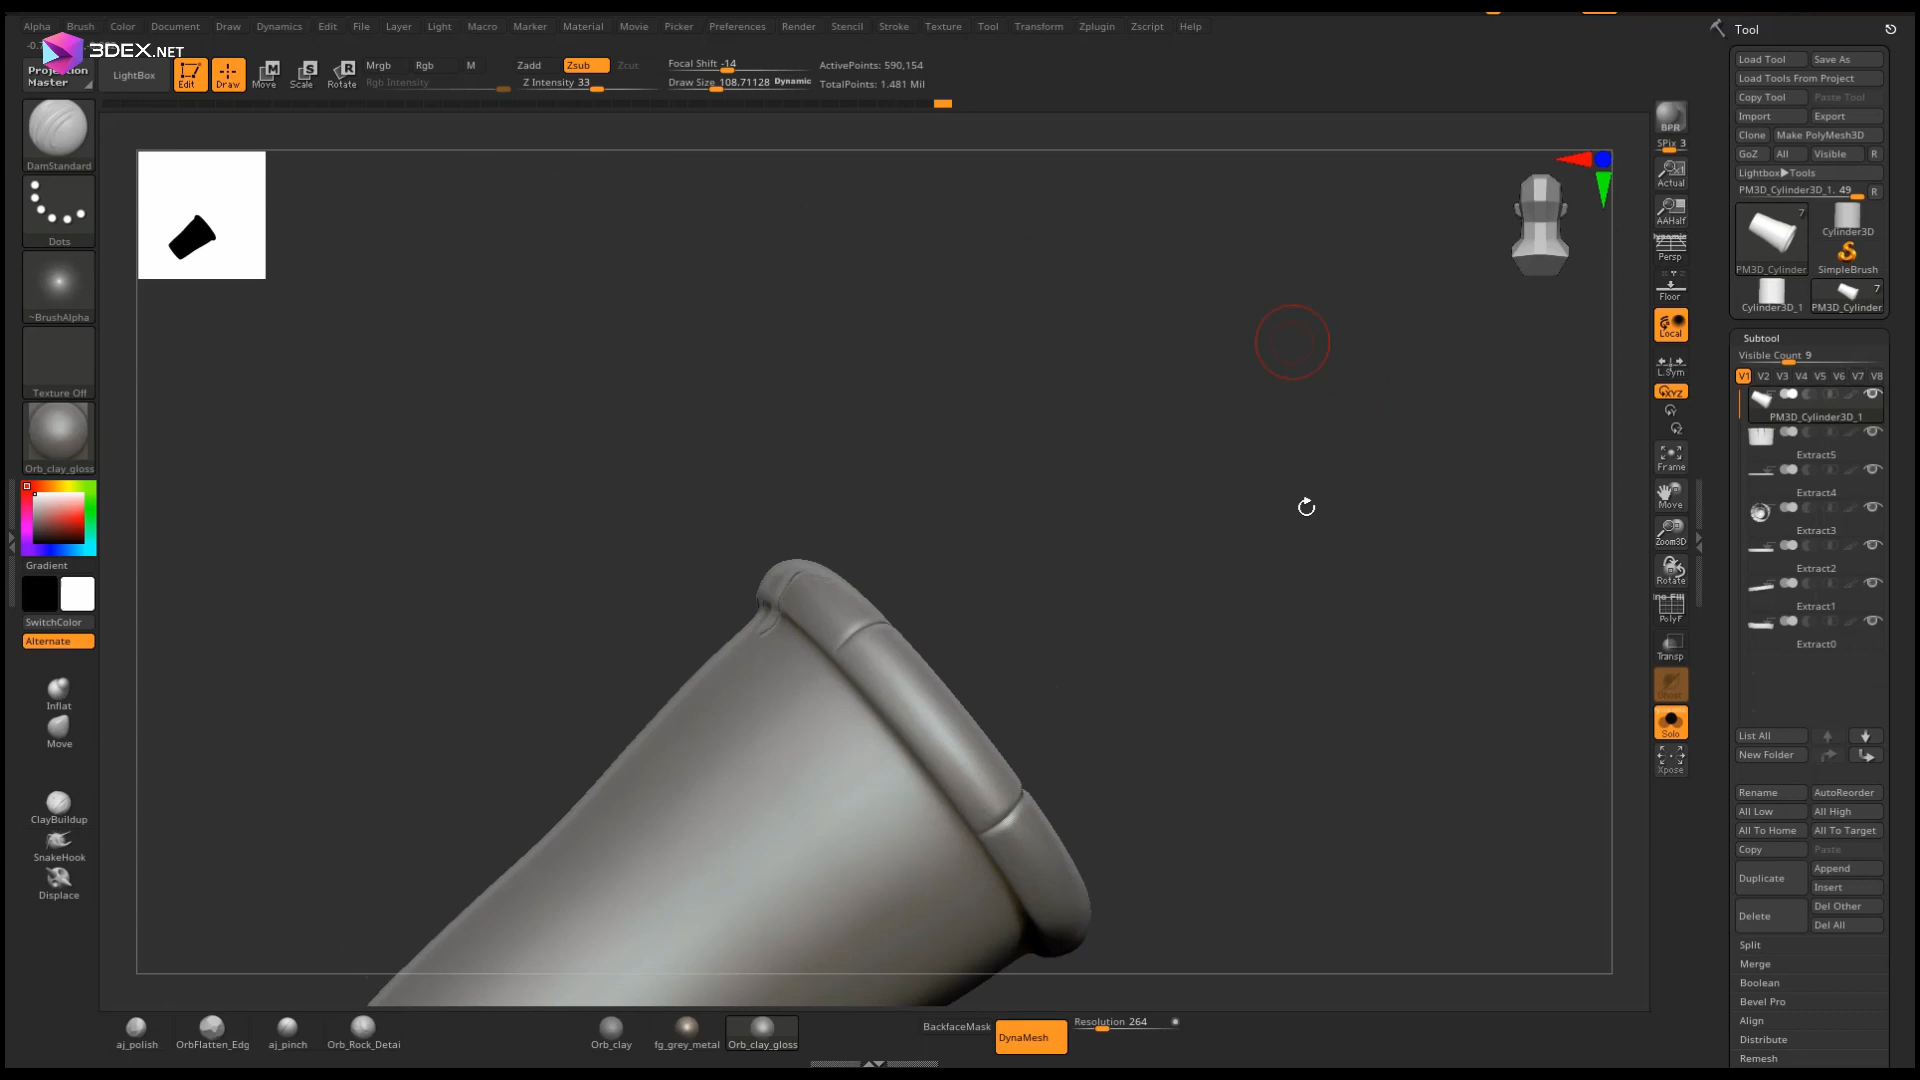 Alpha Brush Color Document Draw Dynamics Edit File Layer Light Macro Marker Material Movie Picker Preferences Render Stencil Stroke Texture Tool Transform Zplugin Zscript Help
3DEX.NET
Projection Master
LightBox
Edit
Draw
Move
Scale
Rotate
Mrgb Rgb M
Rgb Intensity
Zadd Zsub Zcut
Z Intensity 33
Focal Shift -14
Draw Size 108.71128 Dynamic
ActivePoints: 590,154
TotalPoints: 1.481 Mil
DamStandard
Dots
~BrushAlpha
Texture Off
Orb_clay_gloss
Gradient
SwitchColor
Alternate
Inflat
Move
ClayBuildup
SnakeHook
Displace
BPR
SPix 3
Actual
AAHalf
Dynamic
Persp
Floor
Local
L.Sym
XYZ
Frame
Move
Zoom3D
Rotate
PolyF
Transp
Ghost
Solo
Xpose
Tool
Load Tool Save As
Load Tools From Project
Copy Tool Paste Tool
Import Export
Clone Make PolyMesh3D
GoZ All Visible R
Lightbox▶Tools
PM3D_Cylinder3D_1. 49 R
7
PM3D_Cylinder
Cylinder3D
SimpleBrush
Cylinder3D_1
7
PM3D_Cylinder
Subtool
Visible Count 9
V1 V2 V3 V4 V5 V6 V7 V8
PM3D_Cylinder3D_1
Extract5
Extract4
Extract3
Extract2
Extract1
Extract0
List All
New Folder
Rename AutoReorder
All Low All High
All To Home All To Target
Copy Paste
Duplicate Append
Insert
Delete Del Other
Del All
Split
Merge
Boolean
Bevel Pro
Align
Distribute
Remesh
aj_polish
OrbFlatten_Edg
aj_pinch
Orb_Rock_Detai
Orb_clay
fg_grey_metal
Orb_clay_gloss
BackfaceMask
DynaMesh
Resolution 264